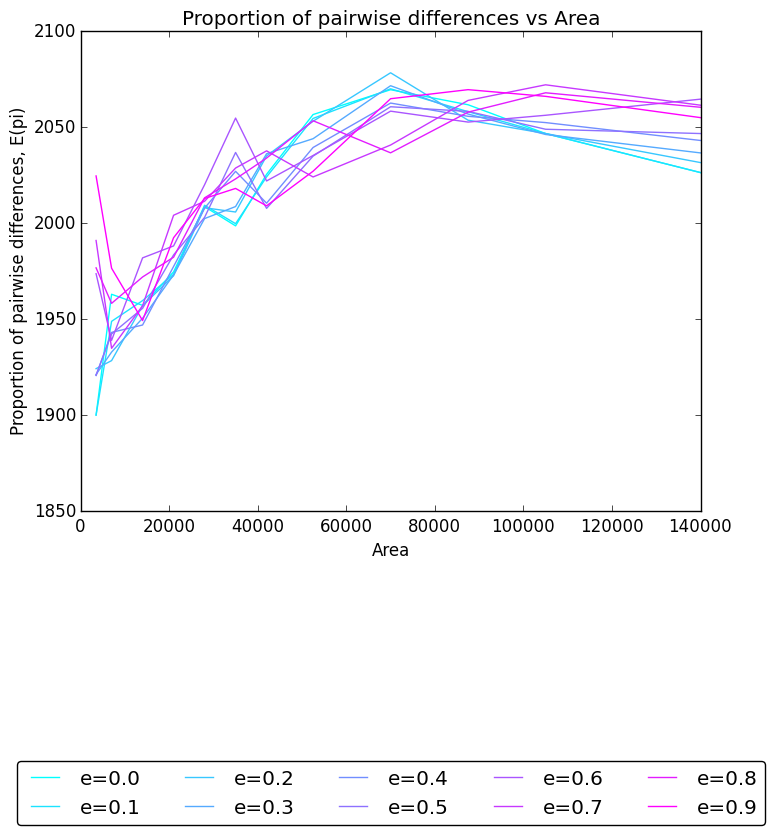 Proportion of pairwise differences vs Area
2100
2050
2000
1950
1900
1850
Proportion of pairwise differences, E(pi)
0 20000 40000 60000 80000 100000 120000 140000
Area
e=0.0 e=0.2 e=0.4 e=0.6 e=0.8
e=0.1 e=0.3 e=0.5 e=0.7 e=0.9